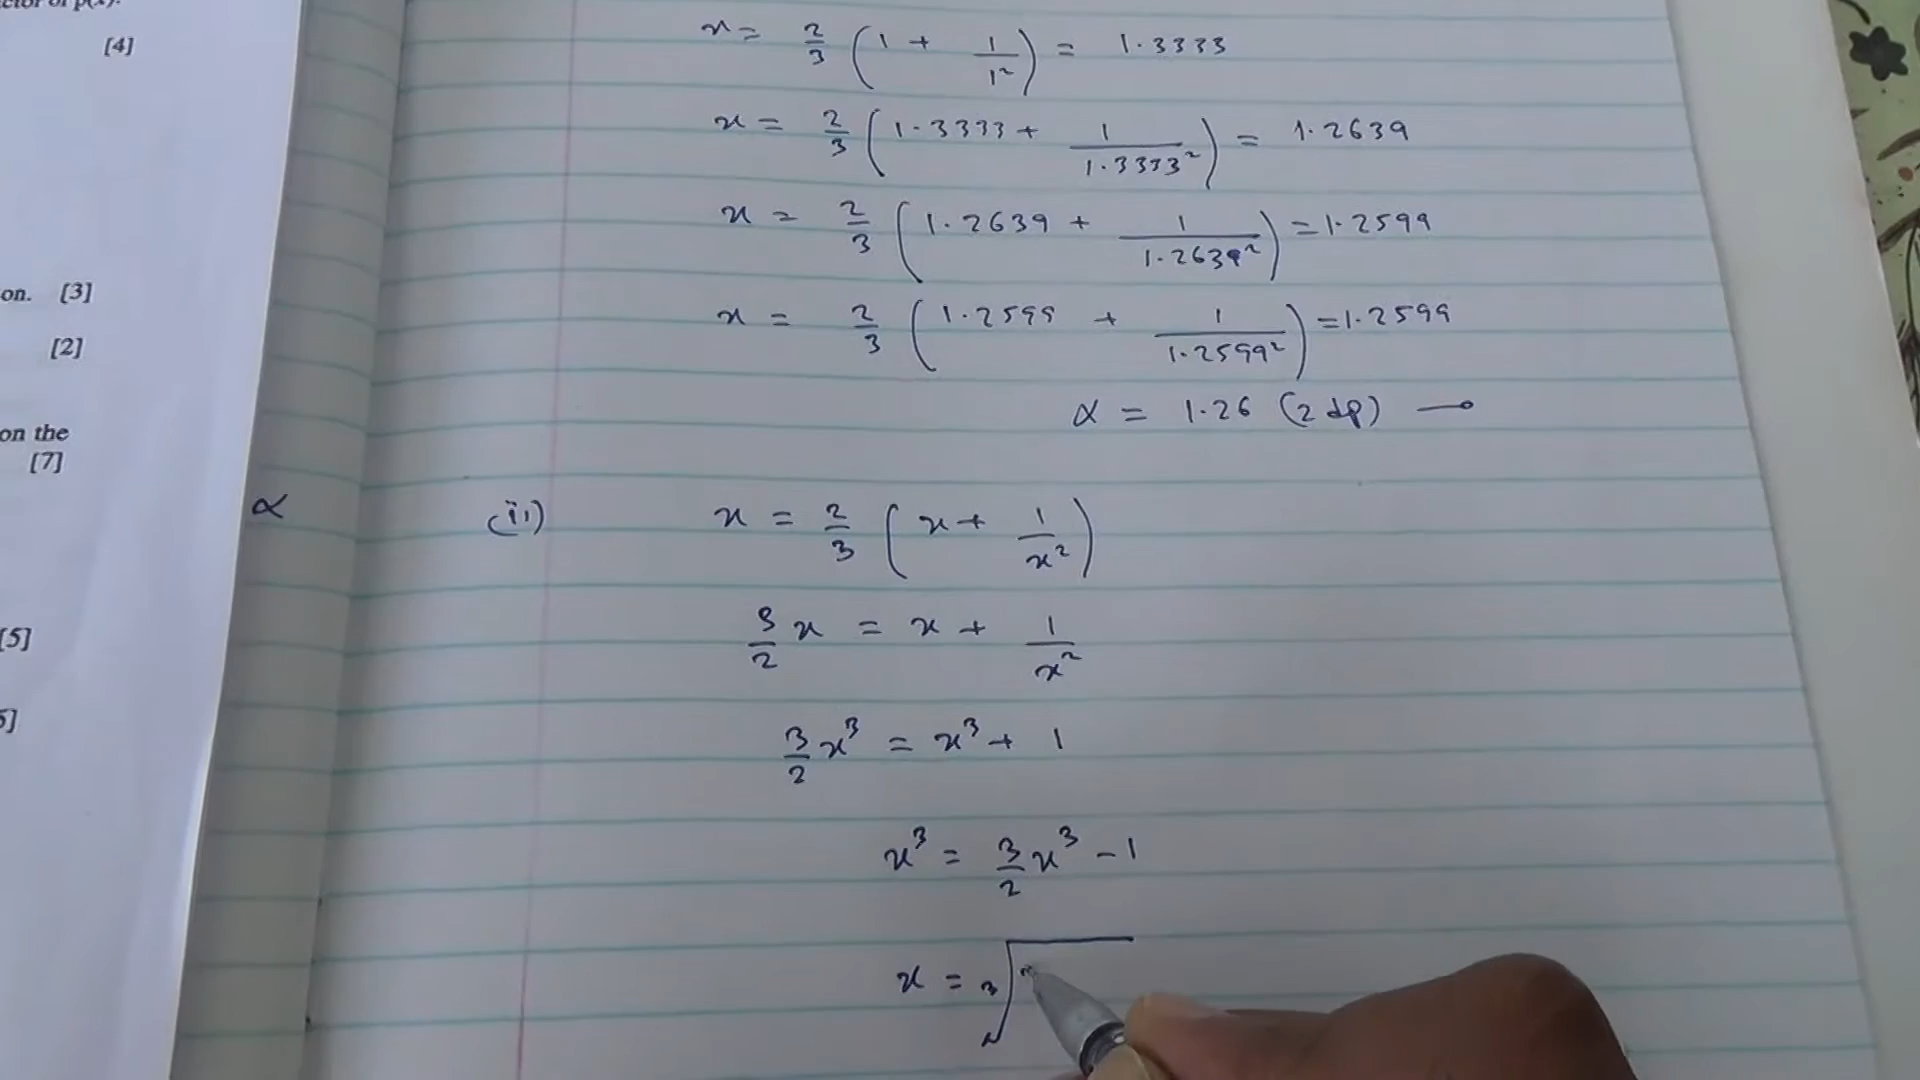 ctor of p(x).
[4]
x = 2/3 (1 + 1/1²) = 1.3333
x = 2/3 (1.3333 + 1/1.3333²) = 1.2639
x = 2/3 (1.2639 + 1/1.2639²) = 1.2599
on. [3]
x = 2/3 (1.2599 + 1/1.2599²) = 1.2599
[2]
α = 1.26 (2 dp)
on the
[7]
α (ii) x = 2/3 (x + 1/x²)
[5]
3/2 x = x + 1/x²
3/2 x³ = x³ + 1
x³ = 3/2 x³ - 1
x = ³√